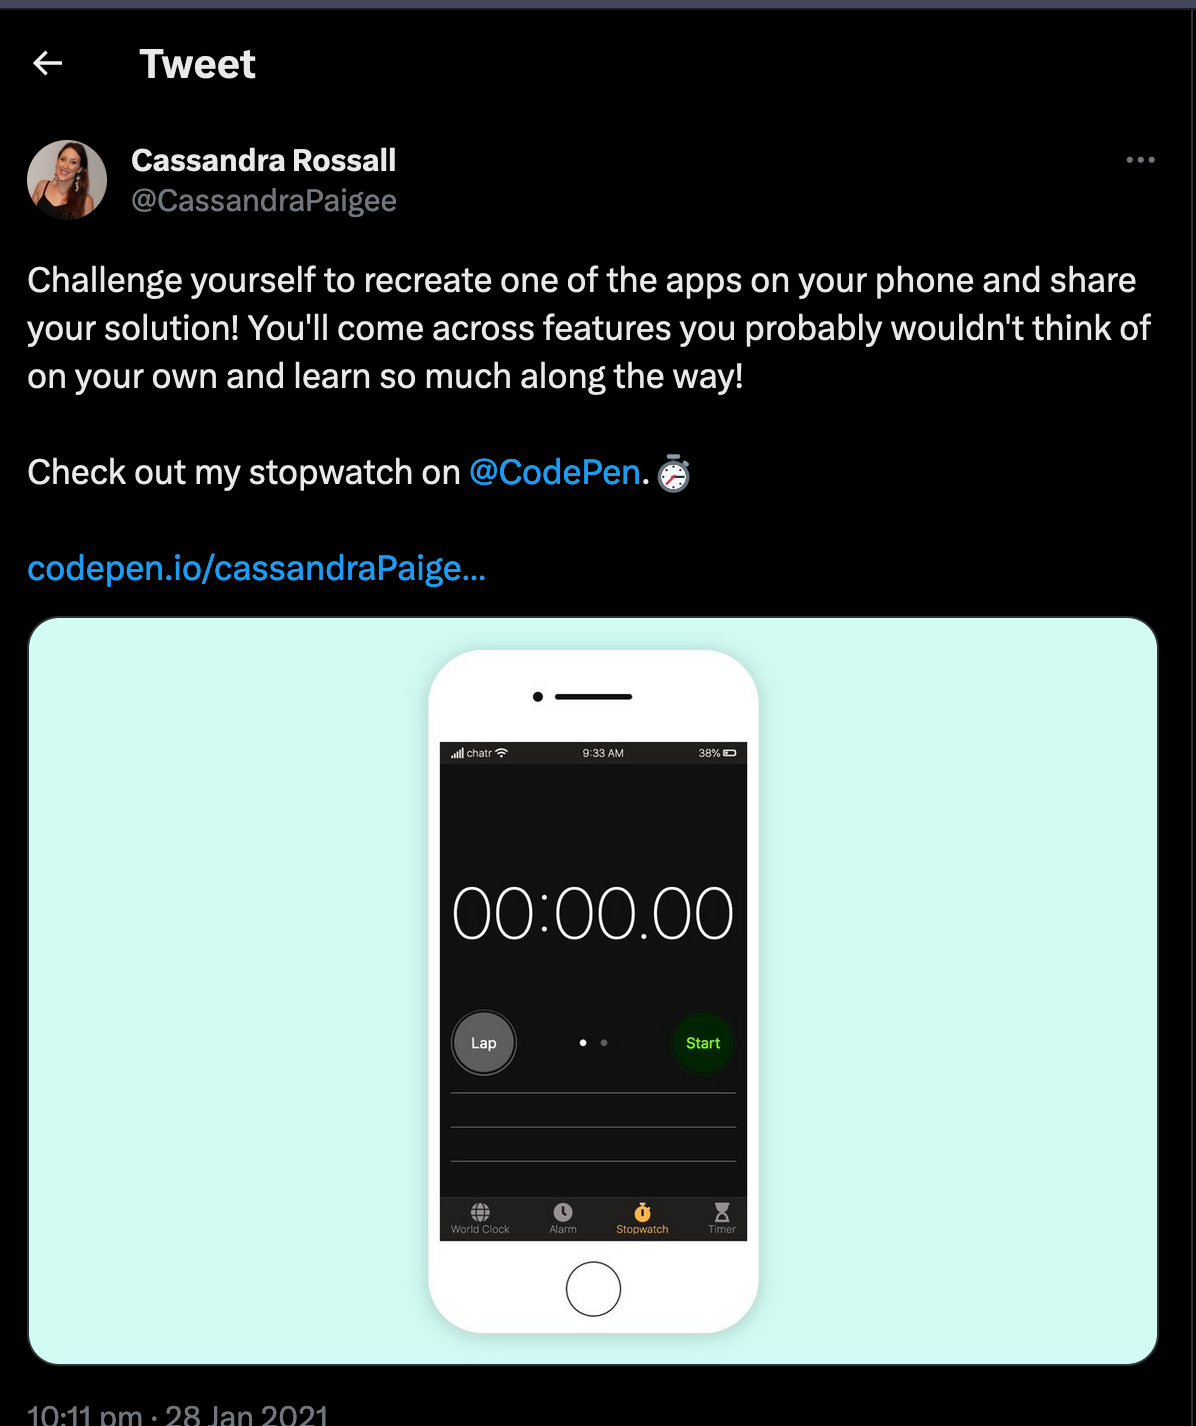 Tweet
Cassandra Rossall
@CassandraPaigee
Challenge yourself to recreate one of the apps on your phone and share
your solution! You'll come across features you probably wouldn't think of
on your own and learn so much along the way!
Check out my stopwatch on @CodePen. ⏱
codepen.io/cassandraPaige...
chatr 9:33 AM 38%
00:00.00
Lap Start
World Clock Alarm Stopwatch Timer
10:11 pm · 28 Jan 2021